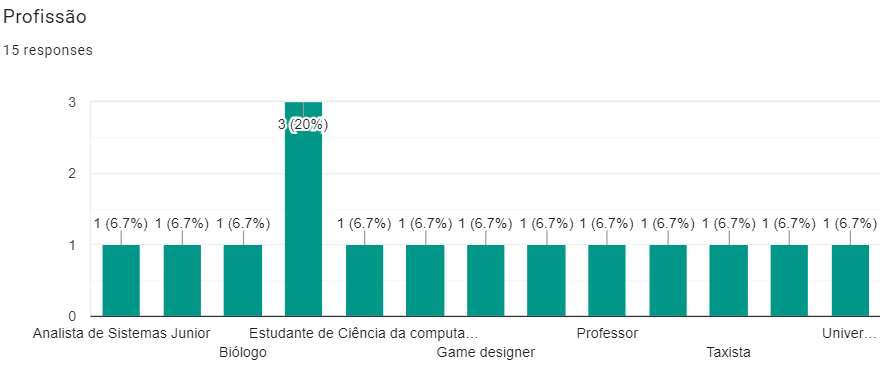 Profissão
15 responses
3
2
1
0
3 (20%)
1 (6.7%) 1 (6.7%) 1 (6.7%) 1 (6.7%) 1 (6.7%) 1 (6.7%) 1 (6.7%) 1 (6.7%) 1 (6.7%) 1 (6.7%) 1 (6.7%) 1 (6.7%)
Analista de Sistemas Junior Estudante de Ciência da computa… Professor Univer…
Biólogo Game designer Taxista